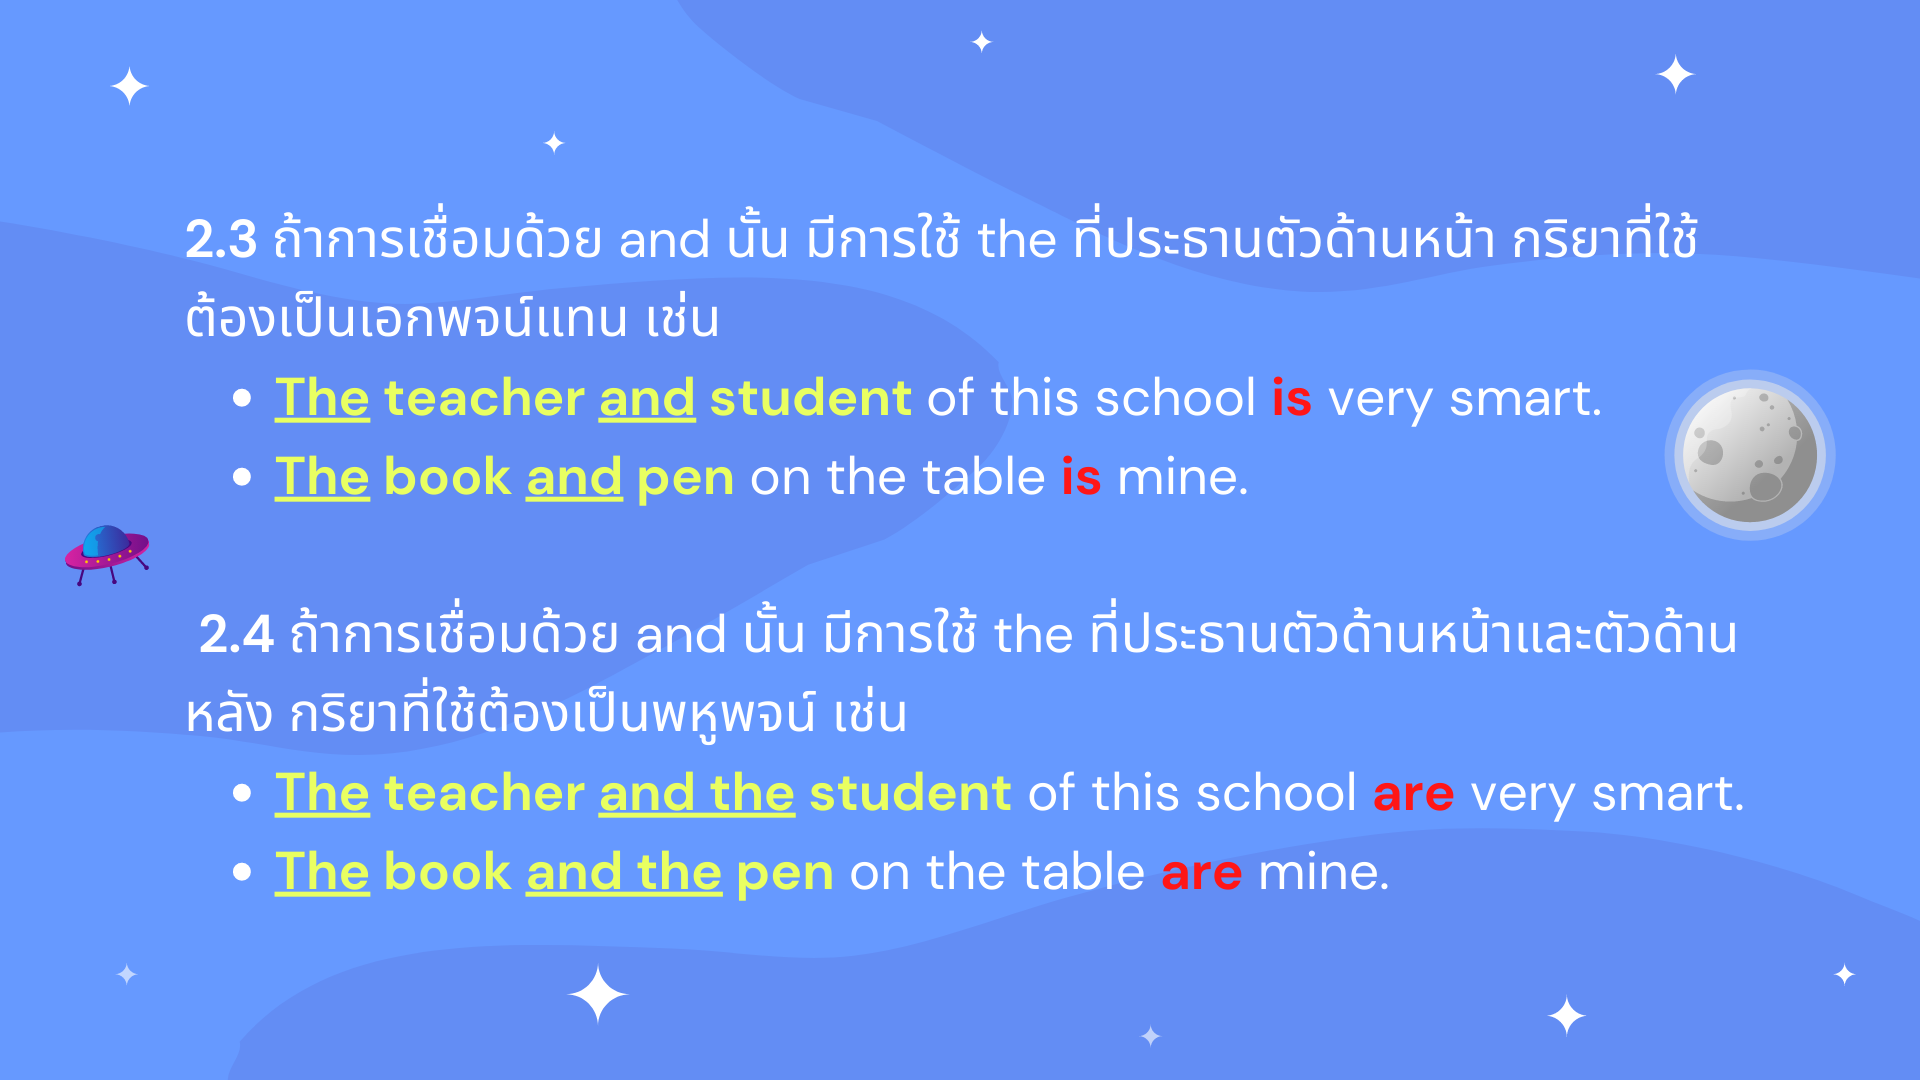 2.3 ถ้าการเชื่อมด้วย and นั้น มีการใช้ the ที่ประธานตัวด้านหน้า กริยาที่ใช้
ต้องเป็นเอกพจน์แทน เช่น
• The teacher and student of this school is very smart.
• The book and pen on the table is mine.
2.4 ถ้าการเชื่อมด้วย and นั้น มีการใช้ the ที่ประธานตัวด้านหน้าและตัวด้าน
หลัง กริยาที่ใช้ต้องเป็นพหูพจน์ เช่น
• The teacher and the student of this school are very smart.
• The book and the pen on the table are mine.